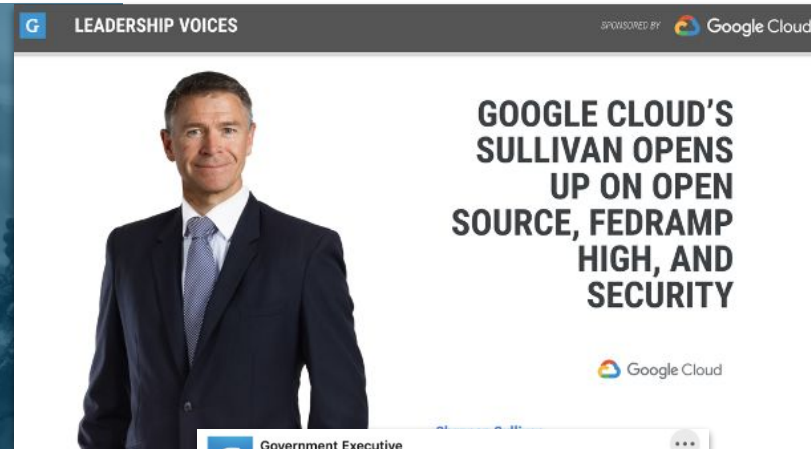 G LEADERSHIP VOICES
SPONSORED BY Google Cloud
GOOGLE CLOUD'S
SULLIVAN OPENS
UP ON OPEN
SOURCE, FEDRAMP
HIGH, AND
SECURITY
Google Cloud
Sullivan
Government Executive